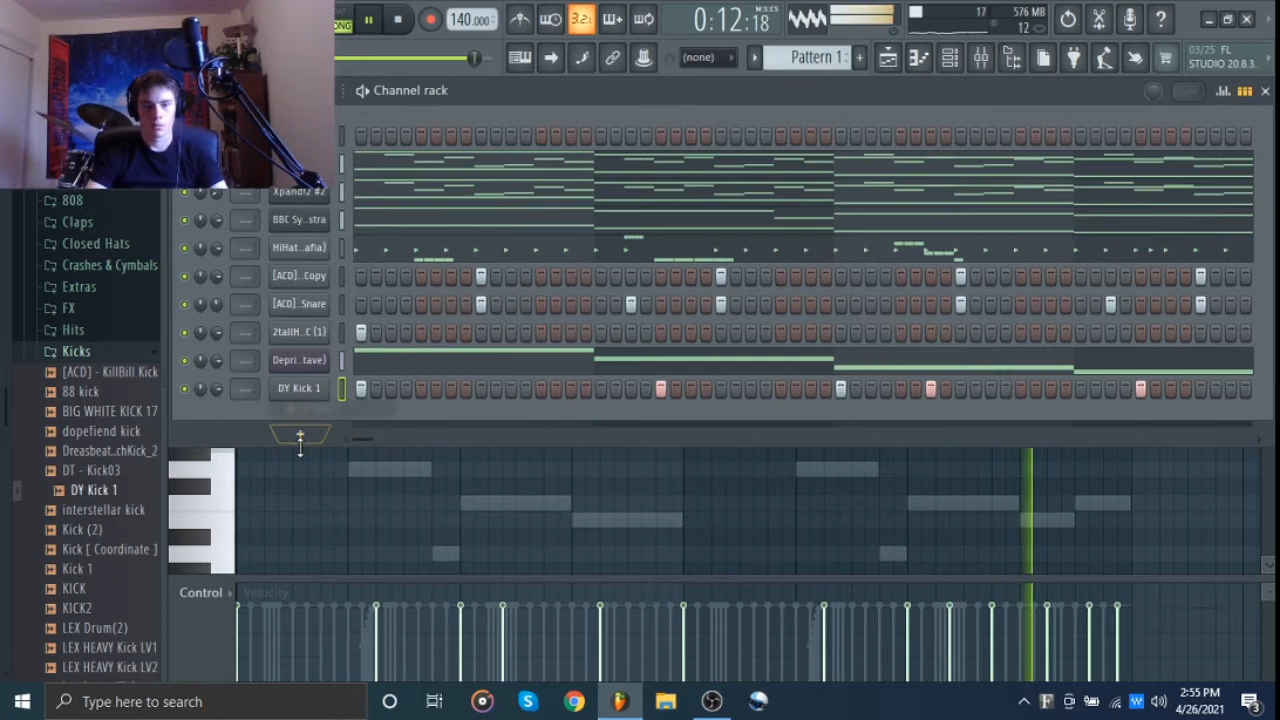 SONG
140.000
3.2:
0:12:18
M:S:CS
17
576 MB
12
(none)
Pattern 1
03/25 FL
STUDIO 20.8.3..
Channel rack
808
Claps
Closed Hats
Crashes & Cymbals
Extras
FX
Hits
Kicks
[ACD] - KillBill Kick
88 kick
BIG WHITE KICK 17
dopefiend kick
Dreasbeat..chKick_2
DT - Kick03
DY Kick 1
interstellar kick
Kick (2)
Kick [ Coordinate ]
Kick 1
KICK
KICK2
LEX Drum(2)
LEX HEAVY Kick LV1
LEX HEAVY Kick LV2
Xpand!2 #2
BBC Sy..stra
HiHat..afia)
[ACD]..Copy
[ACD]..Snare
2tallH..C (1)
Depri..tave)
DY Kick 1
Control
Velocity
Type here to search
2:55 PM
4/26/2021
3